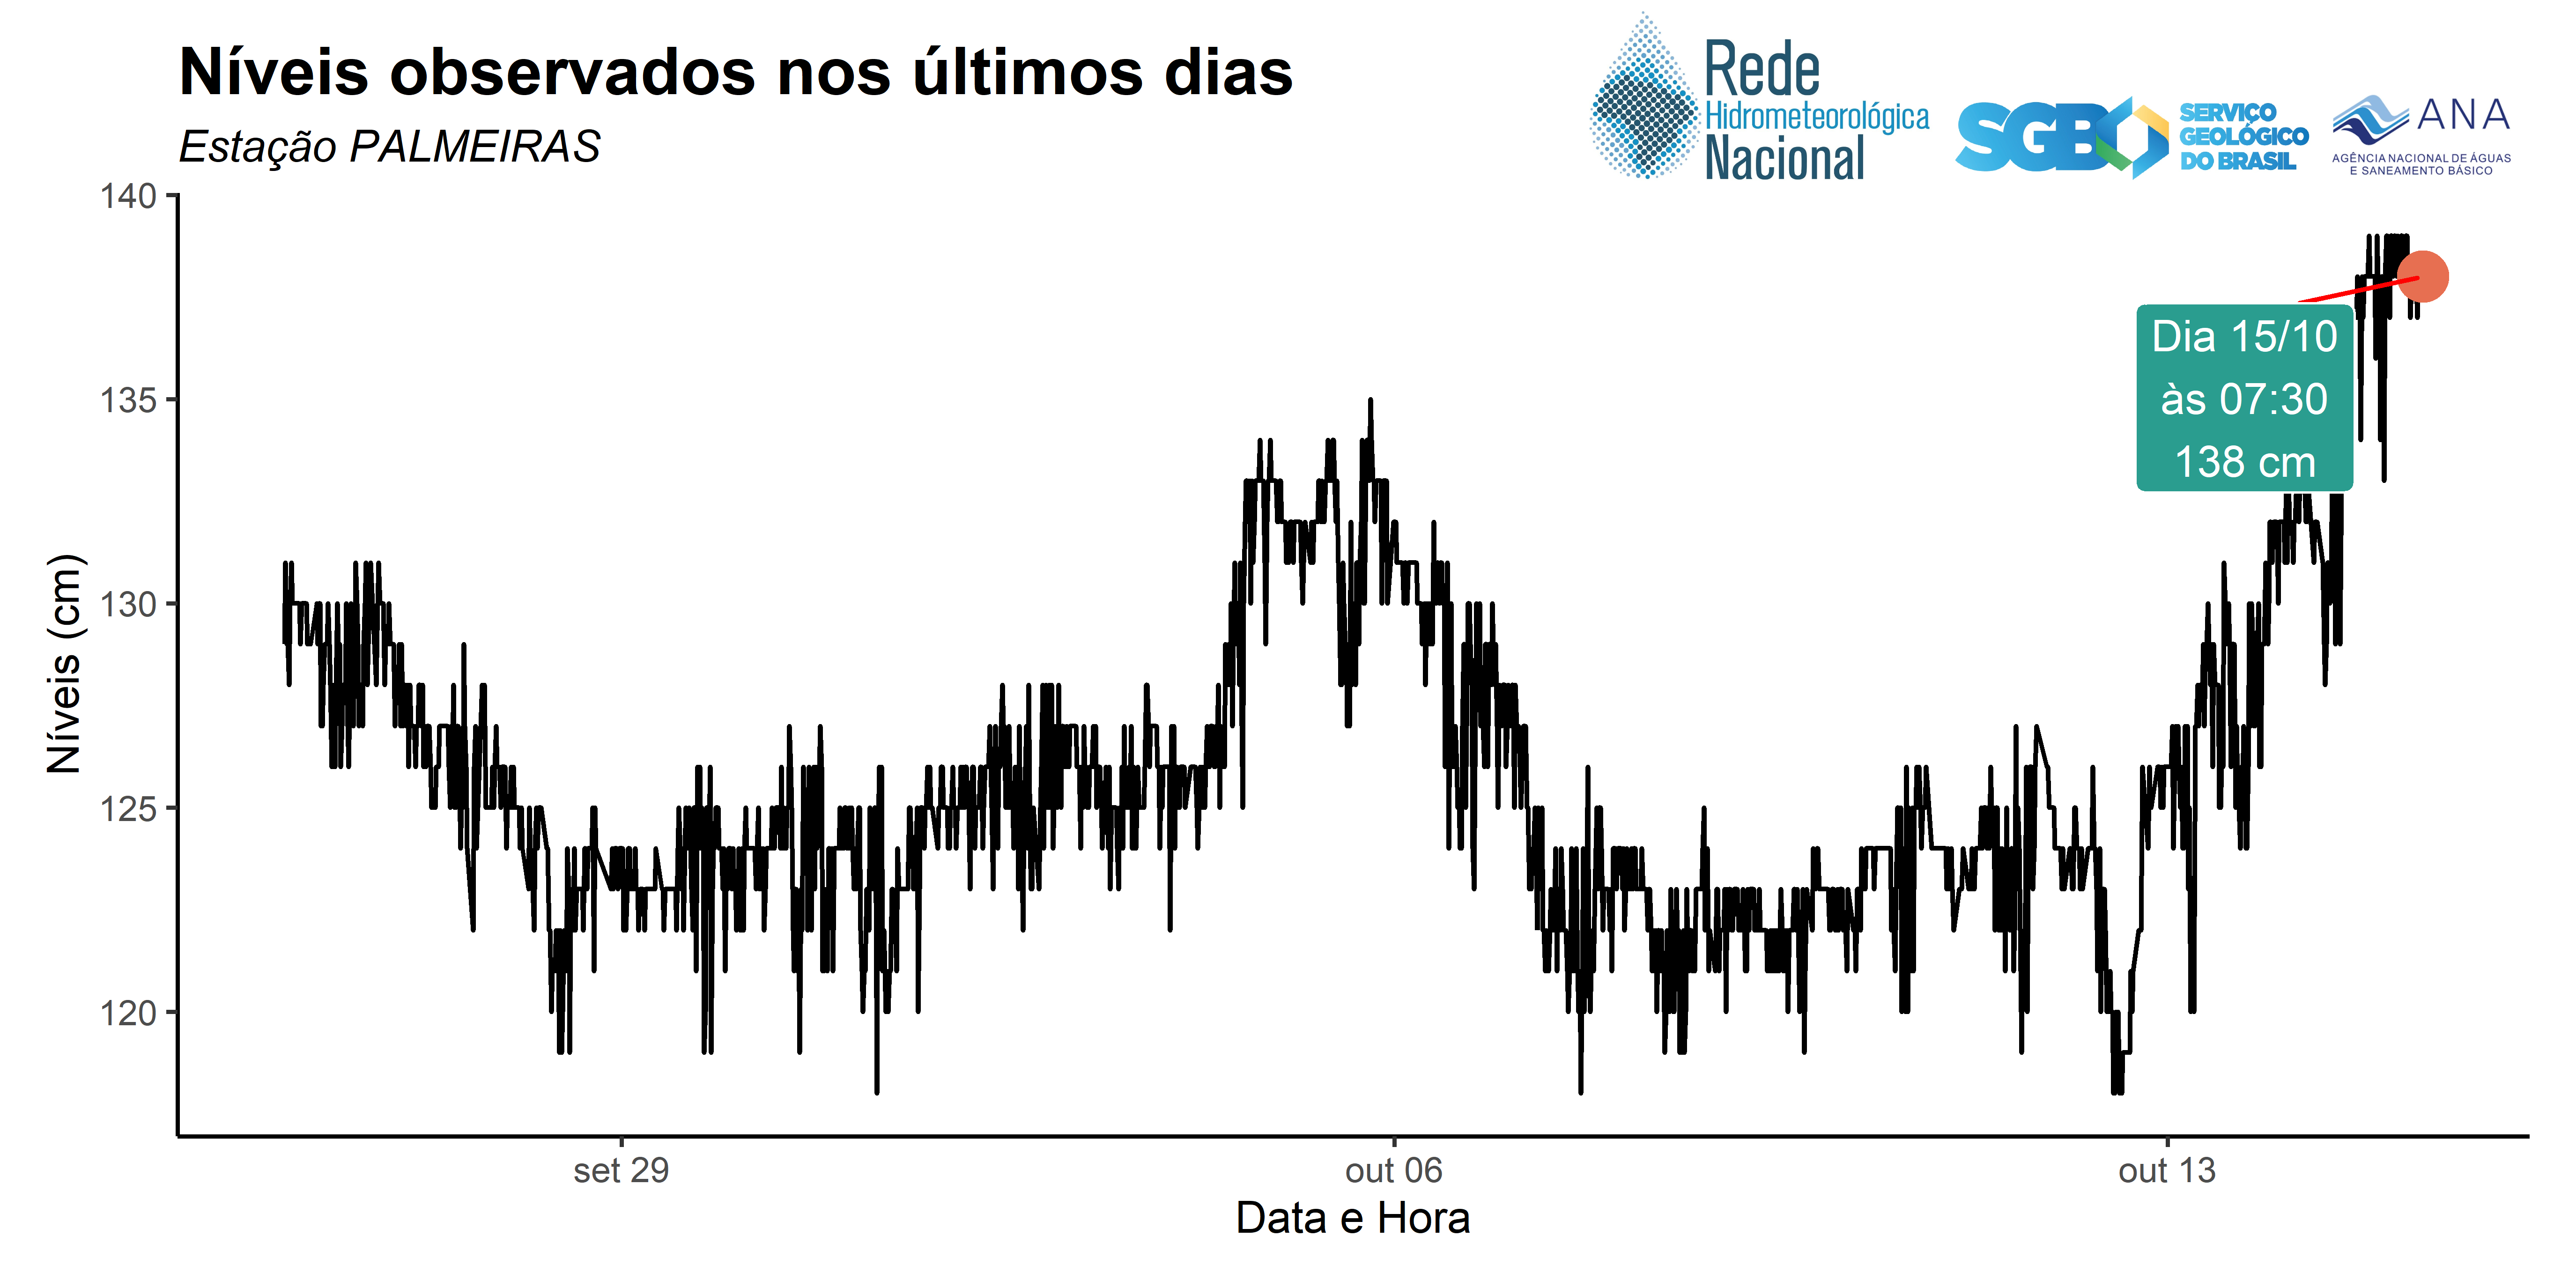 Níveis observados nos últimos dias
Estação PALMEIRAS
Rede
Hidrometeorológica
Nacional
SGB
SERVIÇO
GEOLÓGICO
DO BRASIL
ANA
AGÊNCIA NACIONAL DE ÁGUAS
E SANEAMENTO BÁSICO
140
135
130
125
120
Níveis (cm)
Dia 15/10
às 07:30
138 cm
set 29
out 06
out 13
Data e Hora